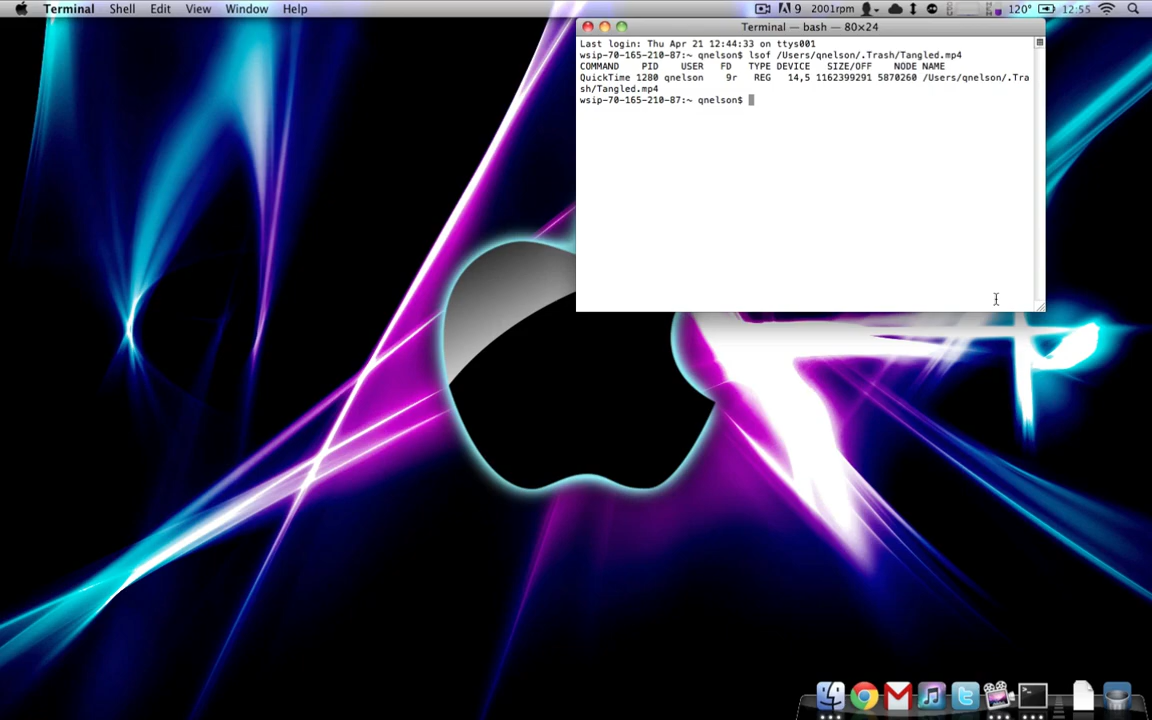 Terminal Shell Edit View Window Help 9 2001rpm 120° 12:55
Terminal — bash — 80×24
Last login: Thu Apr 21 12:44:33 on ttys001
wsip-70-165-210-87:~ qnelson$ lsof /Users/qnelson/.Trash/Tangled.mp4
COMMAND PID USER FD TYPE DEVICE SIZE/OFF NODE NAME
QuickTime 1280 qnelson 9r REG 14,5 1162399291 5870260 /Users/qnelson/.Tra
sh/Tangled.mp4
wsip-70-165-210-87:~ qnelson$